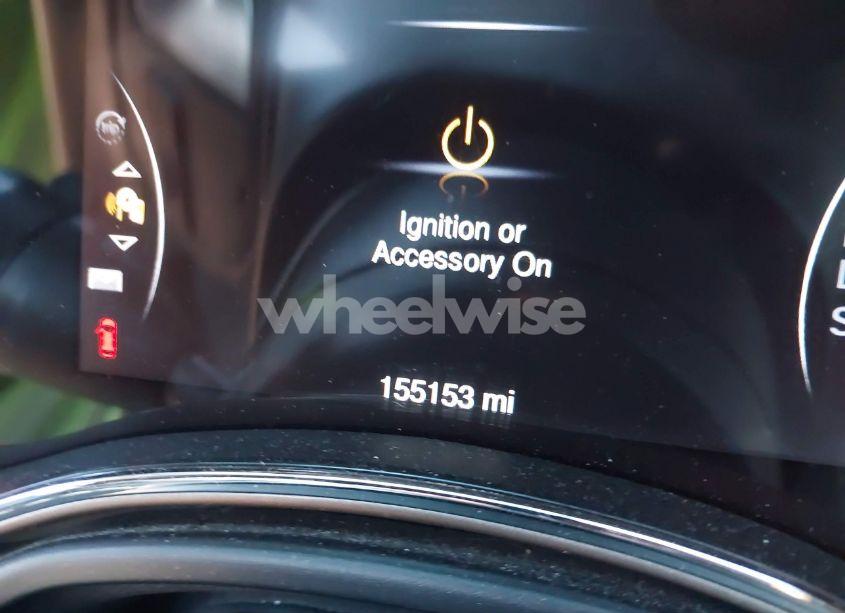 Ignition or
Accessory On
wheelwise
155153 mi
S